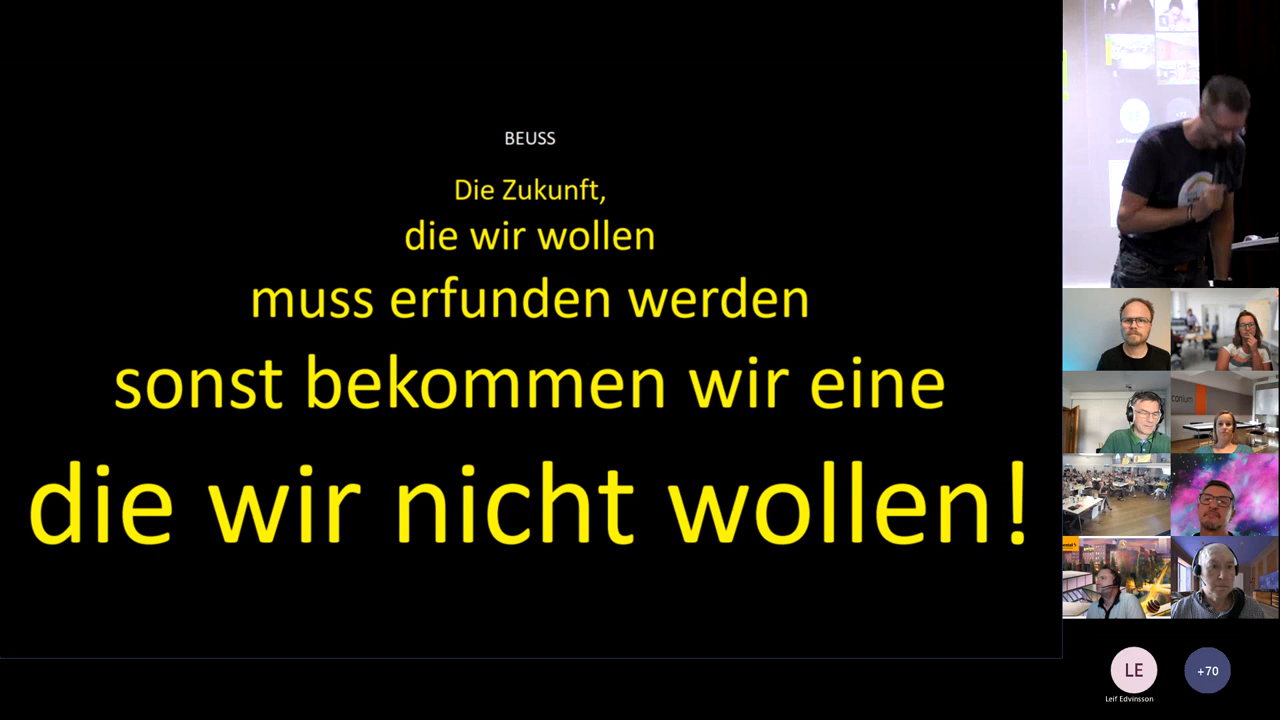 BEUSS
Die Zukunft,
die wir wollen
muss erfunden werden
sonst bekommen wir eine
die wir nicht wollen!
conium
LE
+70
Leif Edvinsson